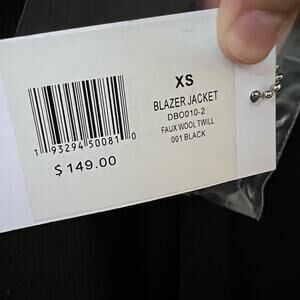 XS
BLAZER JACKET
DBO010-2
FAUX WOOL TWILL
001 BLACK
1 93294 50081 0
$149.00